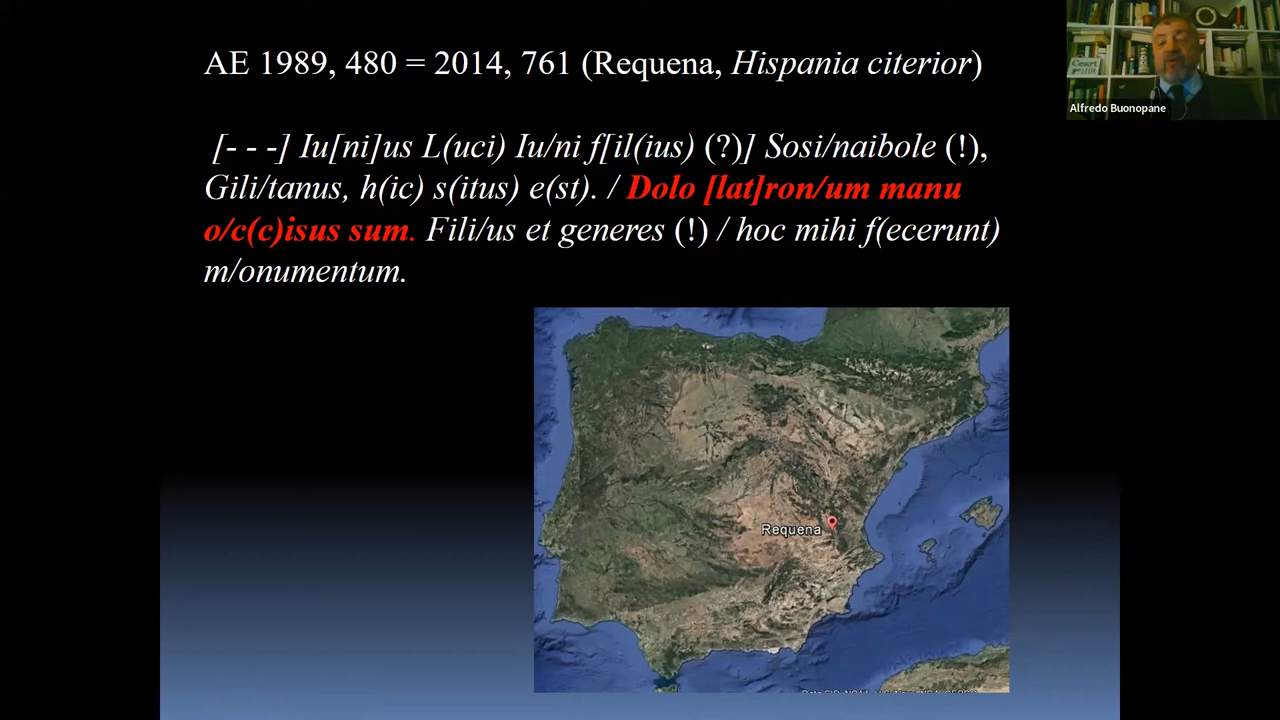 AE 1989, 480 = 2014, 761 (Requena, Hispania citerior)
[- - -] Iu[ni]us L(uci) Iu/ni f[il(ius) (?)] Sosi/naibole (!),
Gili/tanus, h(ic) s(itus) e(st). / Dolo [lat]ron/um manu
o/c(c)isus sum. Fili/us et generes (!) / hoc mihi f(ecerunt)
m/onumentum.
Requena
Alfredo Buonopane